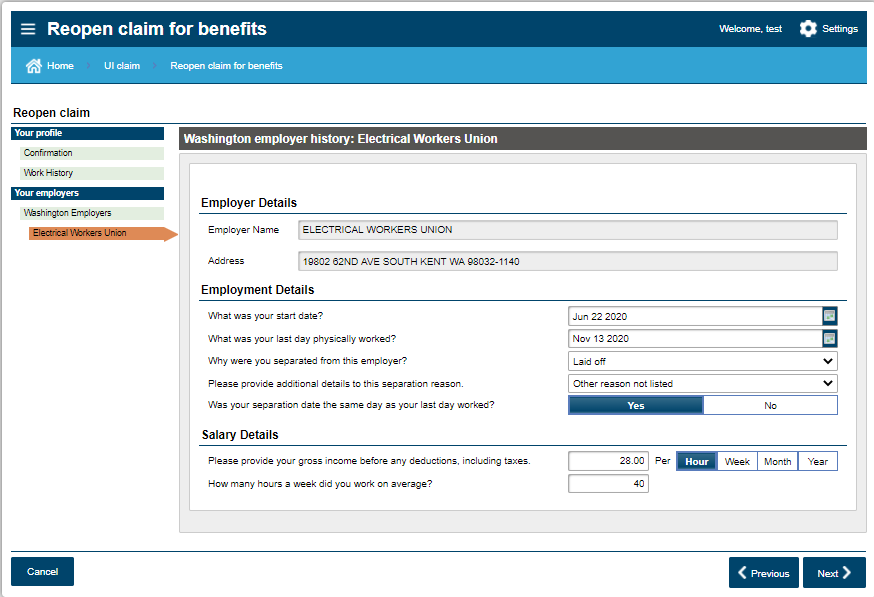 Reopen claim for benefits
Welcome, test
Settings
Home
UI claim
Reopen claim for benefits
Reopen claim
Your profile
Confirmation
Work History
Your employers
Washington Employers
Electrical Workers Union
Washington employer history: Electrical Workers Union
Employer Details
Employer Name ELECTRICAL WORKERS UNION
Address 19802 62ND AVE SOUTH KENT WA 98032-1140
Employment Details
What was your start date? Jun 22 2020
What was your last day physically worked? Nov 13 2020
Why were you separated from this employer? Laid off
Please provide additional details to this separation reason. Other reason not listed
Was your separation date the same day as your last day worked? Yes No
Salary Details
Please provide your gross income before any deductions, including taxes. 28.00 Per Hour Week Month Year
How many hours a week did you work on average? 40
Cancel
Previous
Next